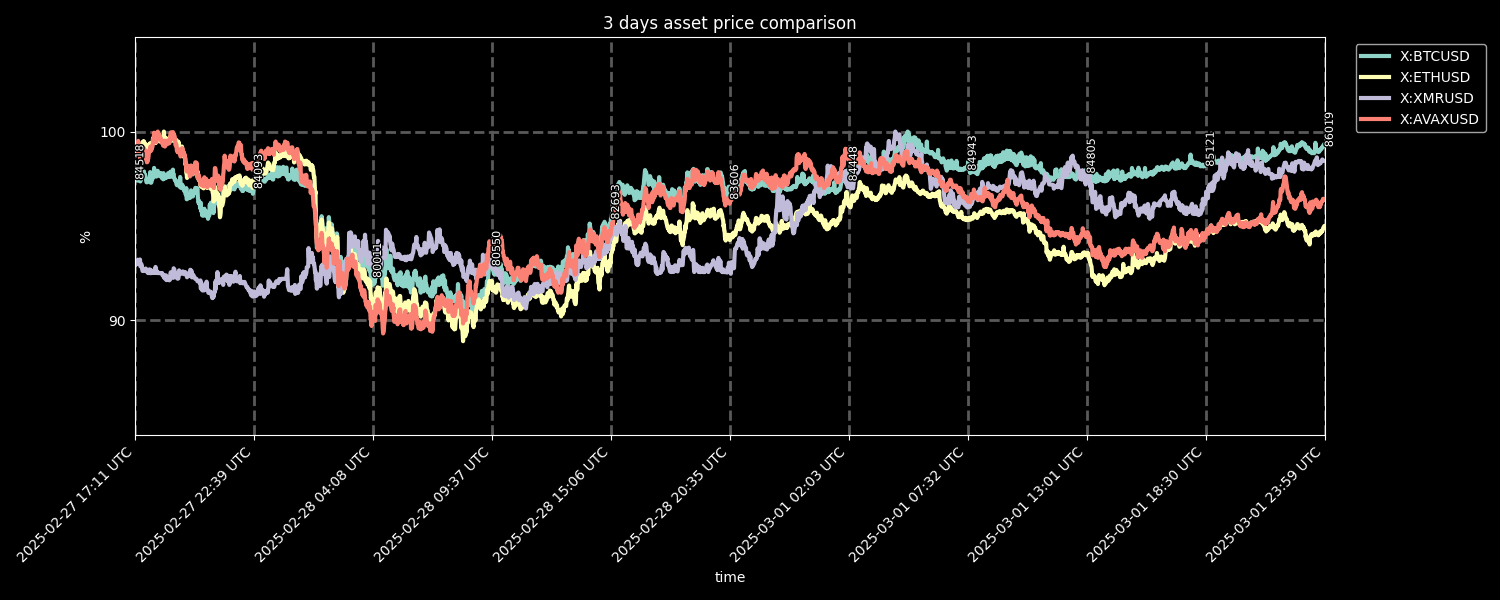 3 days asset price comparison
X:BTCUSD
X:ETHUSD
X:XMRUSD
X:AVAXUSD
100
90
%
84518
84093
80011
80550
82693
83606
84448
84943
84805
85121
86019
2025-02-27 17:11 UTC
2025-02-27 22:39 UTC
2025-02-28 04:08 UTC
2025-02-28 09:37 UTC
2025-02-28 15:06 UTC
2025-02-28 20:35 UTC
2025-03-01 02:03 UTC
2025-03-01 07:32 UTC
2025-03-01 13:01 UTC
2025-03-01 18:30 UTC
2025-03-01 23:59 UTC
time